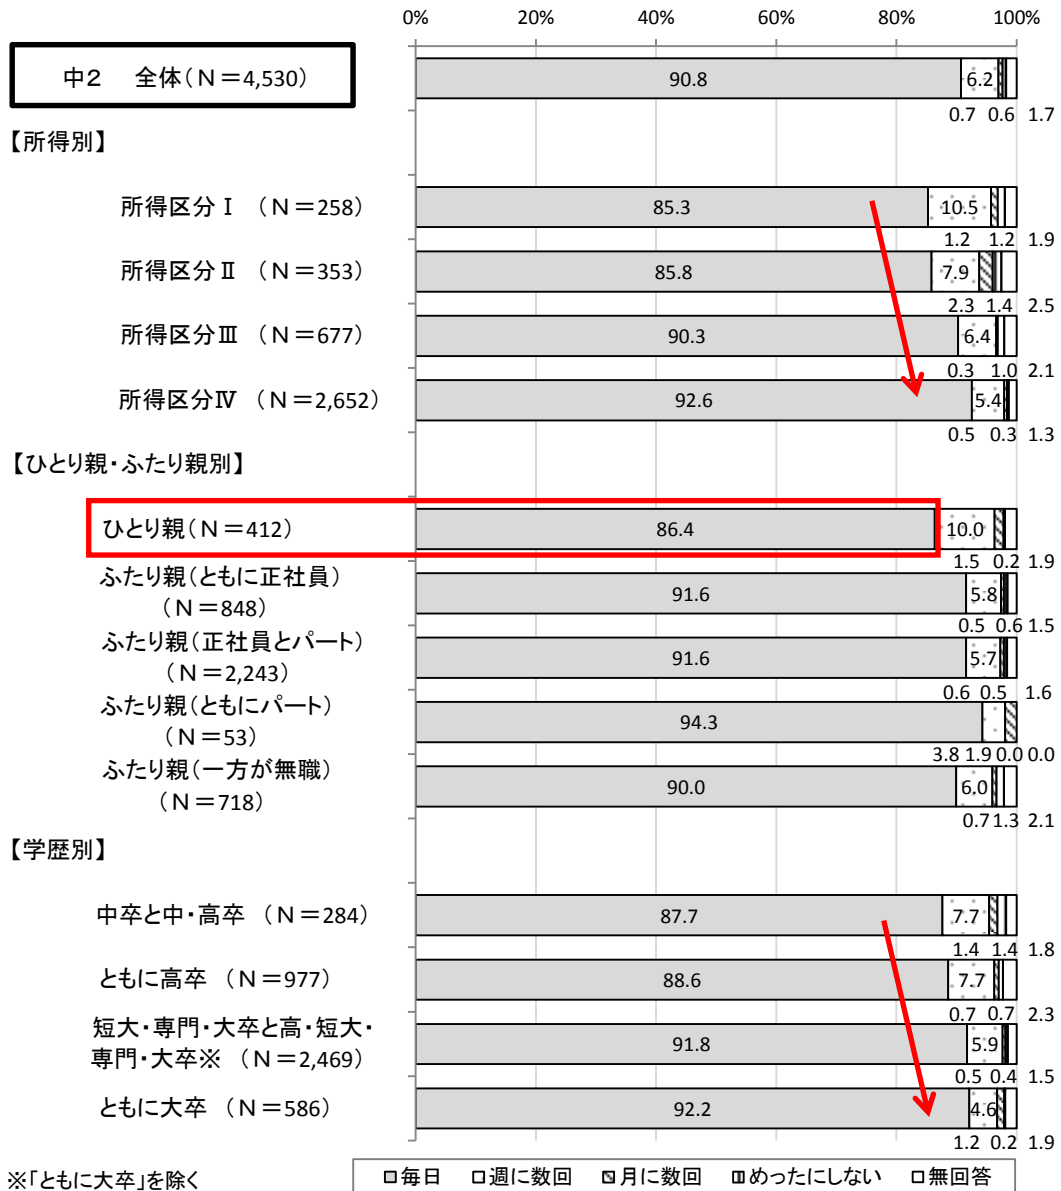 0% 20% 40% 60% 80% 100%
中2 全体(N=4,530) 90.8 6.2
0.7 0.6 1.7
【所得別】
所得区分Ⅰ (N=258) 85.3 10.5
1.2 1.2 1.9
所得区分Ⅱ (N=353) 85.8 7.9
2.3 1.4 2.5
所得区分Ⅲ (N=677) 90.3 6.4
0.3 1.0 2.1
所得区分Ⅳ (N=2,652) 92.6 5.4
0.5 0.3 1.3
【ひとり親・ふたり親別】
ひとり親(N=412) 86.4 10.0
1.5 0.2 1.9
ふたり親(ともに正社員)
(N=848) 91.6 5.8
0.5 0.6 1.5
ふたり親(正社員とパート)
(N=2,243) 91.6 5.7
0.6 0.5 1.6
ふたり親(ともにパート)
(N=53) 94.3
3.8 1.9 0.0 0.0
ふたり親(一方が無職)
(N=718) 90.0 6.0
0.7 1.3 2.1
【学歴別】
中卒と中・高卒 (N=284) 87.7 7.7
1.4 1.4 1.8
ともに高卒 (N=977) 88.6 7.7
0.7 0.7 2.3
短大・専門・大卒と高・短大・
専門・大卒※ (N=2,469) 91.8 5.9
0.5 0.4 1.5
ともに大卒 (N=586) 92.2 4.6
1.2 0.2 1.9
※「ともに大卒」を除く
毎日 週に数回 月に数回 めったにしない 無回答